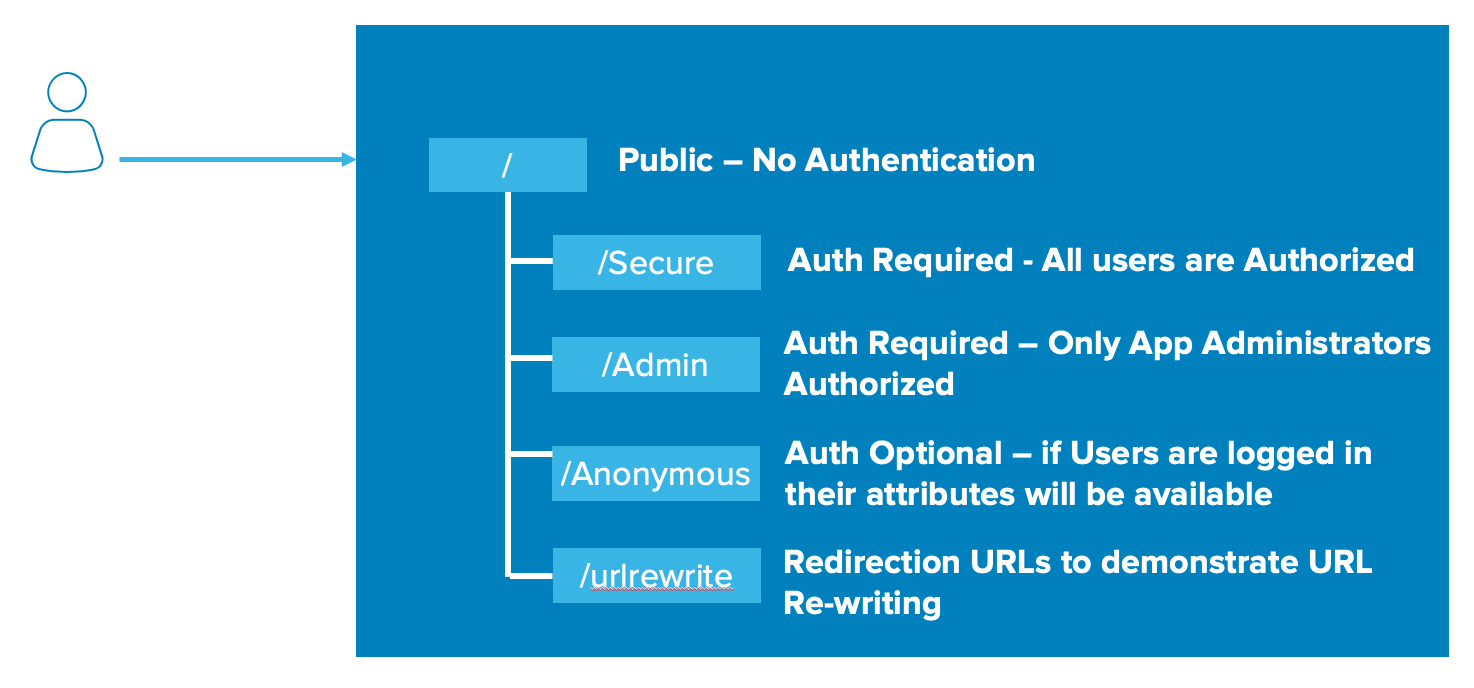 /
Public – No Authentication
/Secure
Auth Required - All users are Authorized
/Admin
Auth Required – Only App Administrators
Authorized
/Anonymous
Auth Optional – if Users are logged in
their attributes will be available
/urlrewrite
Redirection URLs to demonstrate URL
Re-writing